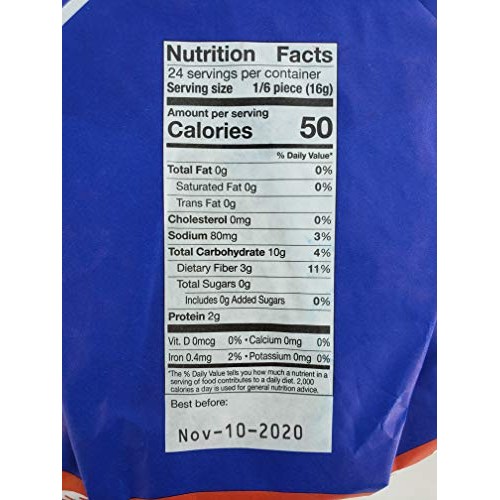 Nutrition Facts
24 servings per container
Serving size 1/6 piece (16g)
Amount per serving
Calories 50
% Daily Value*
Total Fat 0g 0%
Saturated Fat 0g 0%
Trans Fat 0g
Cholesterol 0mg 0%
Sodium 80mg 3%
Total Carbohydrate 10g 4%
Dietary Fiber 3g 11%
Total Sugars 0g
Includes 0g Added Sugars 0%
Protein 2g
Vit. D 0mcg 0% • Calcium 0mg 0%
Iron 0.4mg 2% • Potassium 0mg 0%
*The % Daily Value tells you how much a nutrient in a
serving of food contributes to a daily diet. 2,000
calories a day is used for general nutrition advice.
Best before:
Nov-10-2020